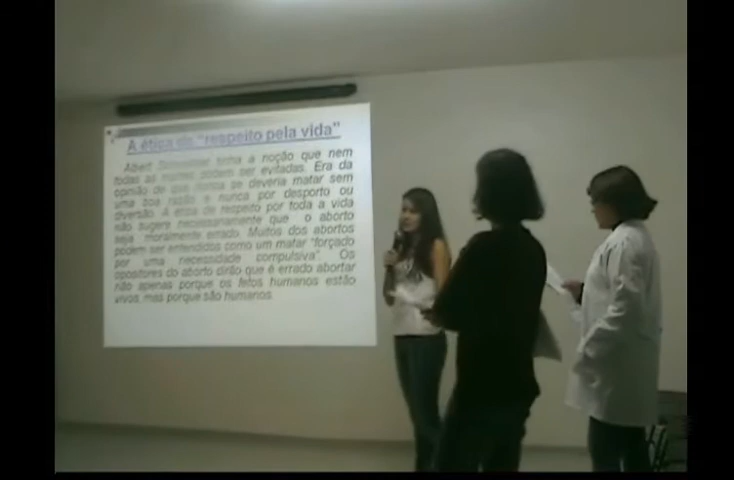 A ética do "respeito pela vida"
Abert tinha a noção que nem
todas as mortes podem ser evitadas. Era da
opinião de que nunca se deveria matar sem
uma boa razão e nunca por desporto ou
diversão. A ética de respeito por toda a vida
não sugere necessariamente que o aborto
seja moralmente errado. Muitos dos abortos
podem ser entendidos como um matar "forçado
por uma necessidade compulsiva". Os
opositores do aborto dirão que é errado abortar
não apenas porque os fetos humanos estão
vivos, mas porque são humanos.